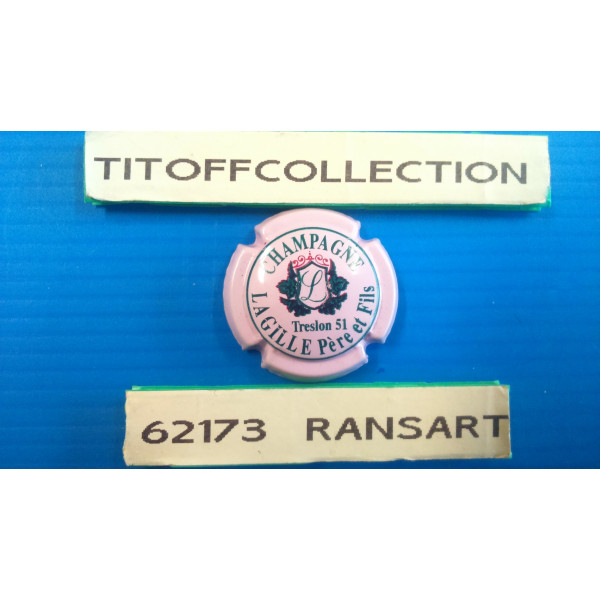 TITOFFCOLLECTION
CHAMPAGNE
L
Treslon 51
LAGILLE Père et Fils
62173 RANSART